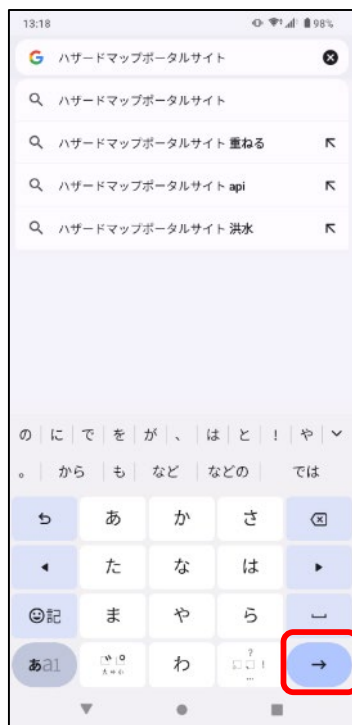 13:18 98%
ハザードマップポータルサイト
ハザードマップポータルサイト
ハザードマップポータルサイト 重ねる
ハザードマップポータルサイト api
ハザードマップポータルサイト 洪水
の に で を が 、 は と ! や
。 から も など などの では
あ か さ
た な は
記 ま や ら
あa1 わ